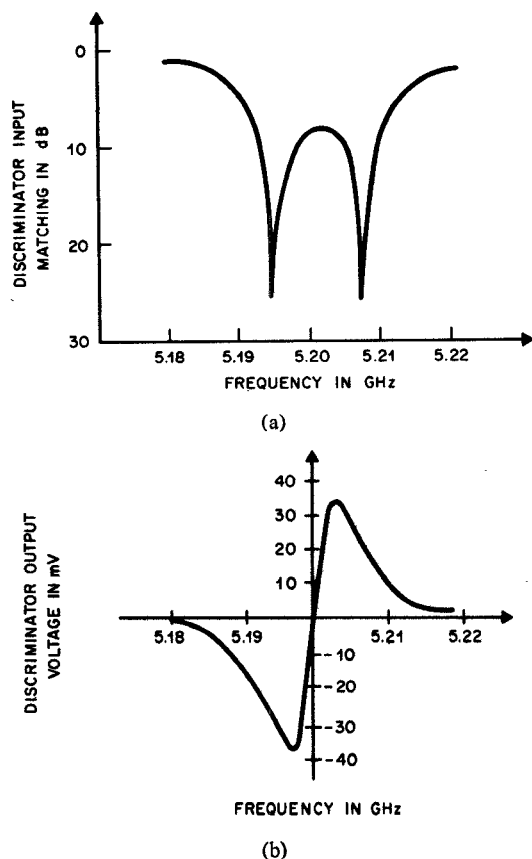 0
10
20
30
DISCRIMINATOR INPUT
MATCHING IN dB
5.18 5.19 5.20 5.21 5.22
FREQUENCY IN GHz
(a)
40
30
20
10
5.18 5.19 5.21 5.22
-10
-20
-30
-40
DISCRIMINATOR OUTPUT
VOLTAGE IN mV
FREQUENCY IN GHz
(b)